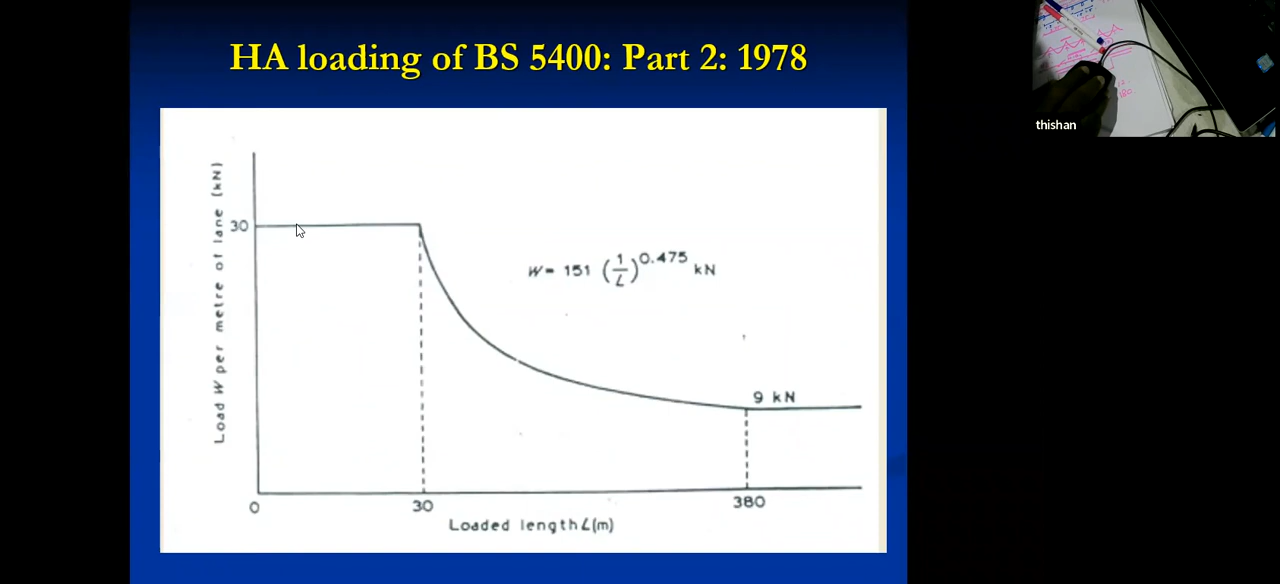 HA loading of BS 5400: Part 2: 1978
Load W per metre of lane (kN)
30
W= 151 (1/L)^0.475 kN
9 kN
0
30
380
Loaded length L(m)
thishan
180